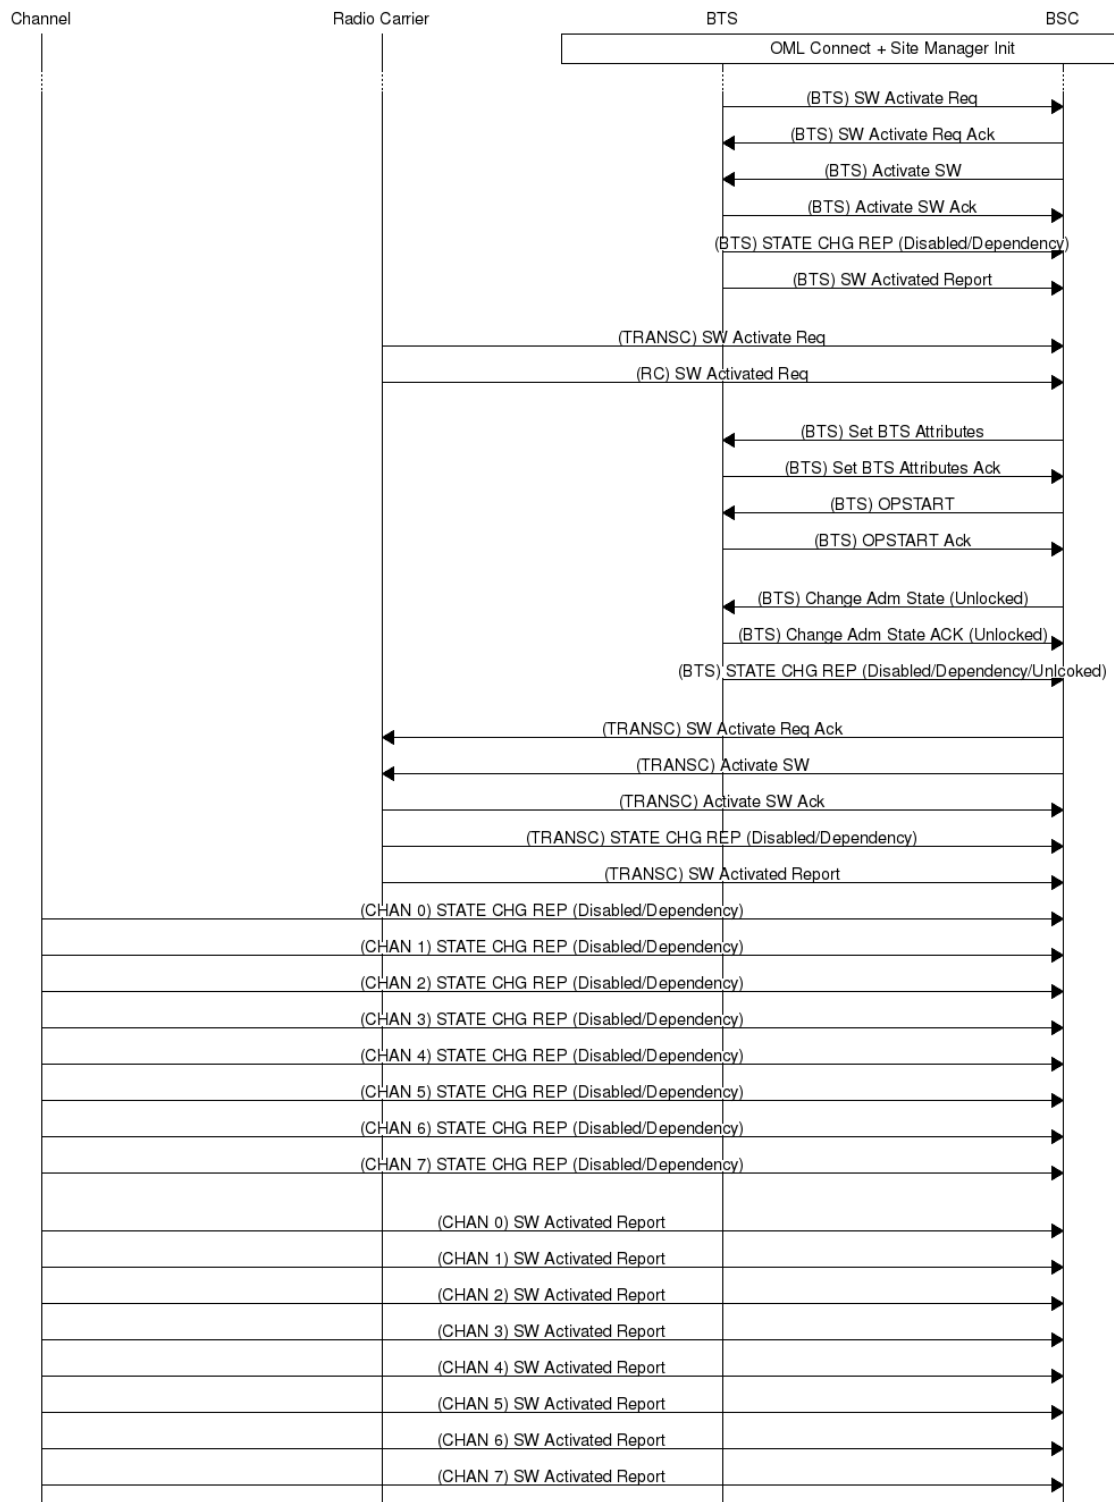 Channel Radio Carrier BTS BSC
OML Connect + Site Manager Init
(BTS) SW Activate Req
(BTS) SW Activate Req Ack
(BTS) Activate SW
(BTS) Activate SW Ack
(BTS) STATE CHG REP (Disabled/Dependency)
(BTS) SW Activated Report
(TRANSC) SW Activate Req
(RC) SW Activated Req
(BTS) Set BTS Attributes
(BTS) Set BTS Attributes Ack
(BTS) OPSTART
(BTS) OPSTART Ack
(BTS) Change Adm State (Unlocked)
(BTS) Change Adm State ACK (Unlocked)
(BTS) STATE CHG REP (Disabled/Dependency/Unlcoked)
(TRANSC) SW Activate Req Ack
(TRANSC) Activate SW
(TRANSC) Activate SW Ack
(TRANSC) STATE CHG REP (Disabled/Dependency)
(TRANSC) SW Activated Report
(CHAN 0) STATE CHG REP (Disabled/Dependency)
(CHAN 1) STATE CHG REP (Disabled/Dependency)
(CHAN 2) STATE CHG REP (Disabled/Dependency)
(CHAN 3) STATE CHG REP (Disabled/Dependency)
(CHAN 4) STATE CHG REP (Disabled/Dependency)
(CHAN 5) STATE CHG REP (Disabled/Dependency)
(CHAN 6) STATE CHG REP (Disabled/Dependency)
(CHAN 7) STATE CHG REP (Disabled/Dependency)
(CHAN 0) SW Activated Report
(CHAN 1) SW Activated Report
(CHAN 2) SW Activated Report
(CHAN 3) SW Activated Report
(CHAN 4) SW Activated Report
(CHAN 5) SW Activated Report
(CHAN 6) SW Activated Report
(CHAN 7) SW Activated Report